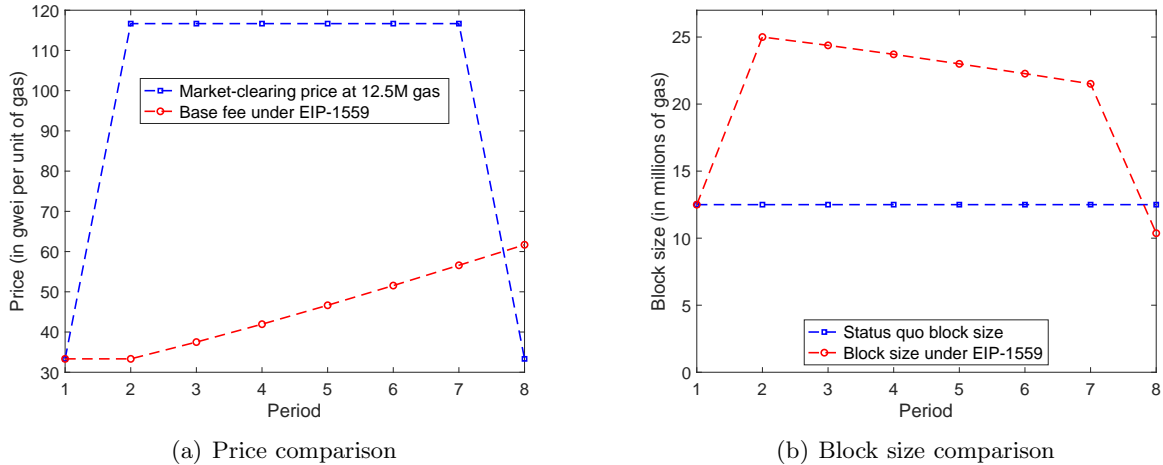 120
110
100
90
80
70
60
50
40
30
Price (in gwei per unit of gas)
Market-clearing price at 12.5M gas
Base fee under EIP-1559
1 2 3 4 5 6 7 8
Period
(a) Price comparison
25
20
15
10
5
0
Block size (in millions of gas)
Status quo block size
Block size under EIP-1559
1 2 3 4 5 6 7 8
Period
(b) Block size comparison